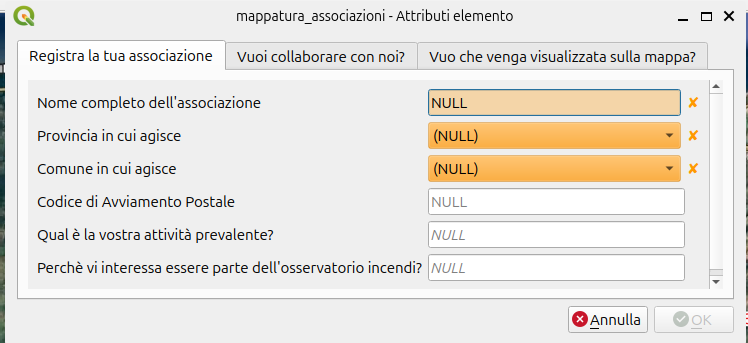 mappatura_associazioni - Attributi elemento
Registra la tua associazione
Vuoi collaborare con noi?
Vuo che venga visualizzata sulla mappa?
Nome completo dell'associazione
NULL
Provincia in cui agisce
(NULL)
Comune in cui agisce
(NULL)
Codice di Avviamento Postale
NULL
Qual è la vostra attività prevalente?
NULL
Perchè vi interessa essere parte dell'osservatorio incendi?
NULL
Annulla
OK